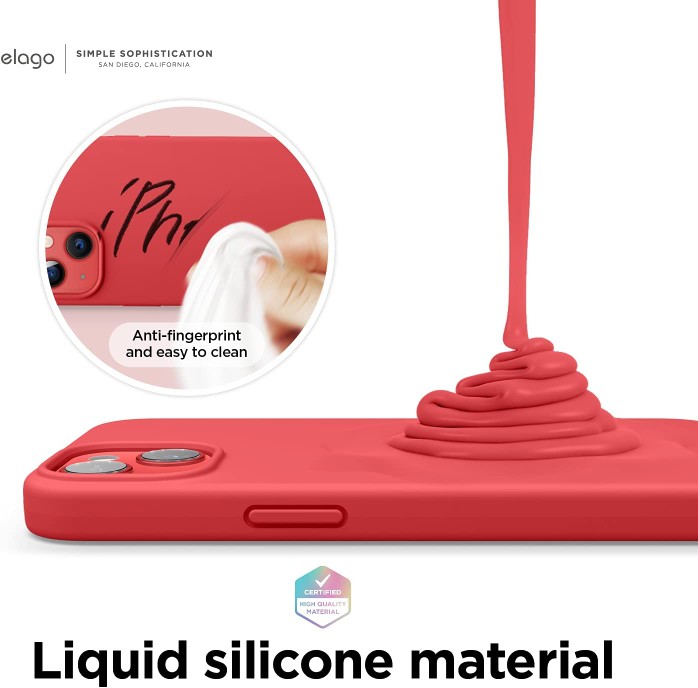 elago
SIMPLE SOPHISTICATION
SAN DIEGO, CALIFORNIA
iPh
Anti-fingerprint
and easy to clean
CERTIFIED
HIGH QUALITY
MATERIAL
Liquid silicone material